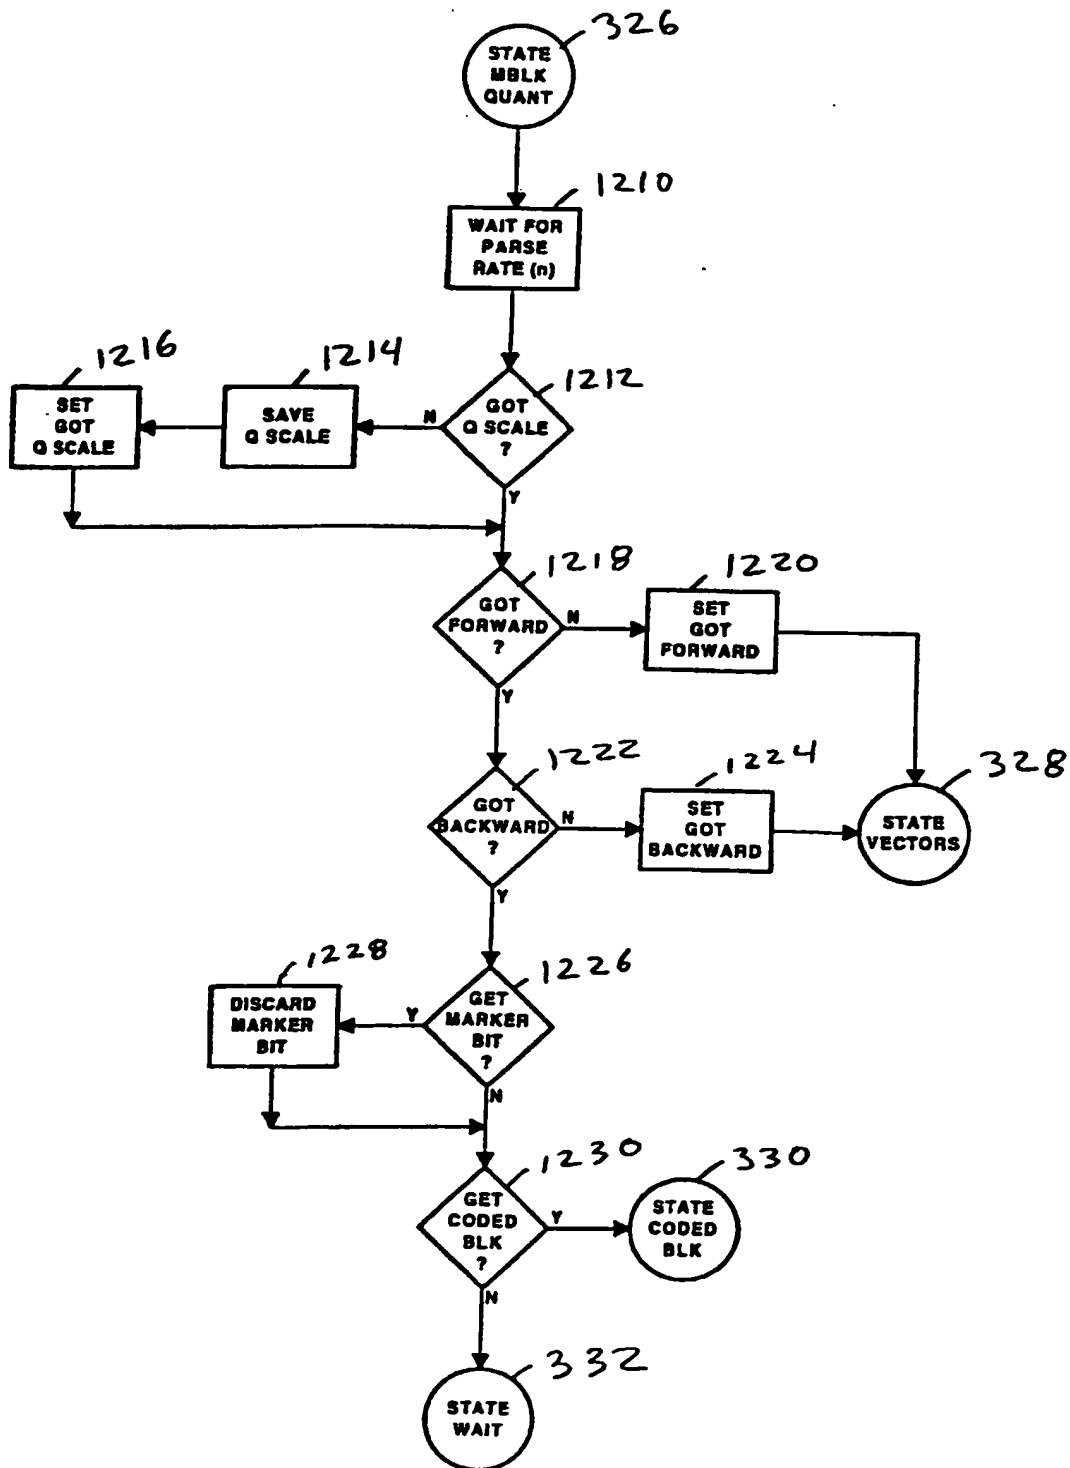 326
STATE
MBLK
QUANT
1210
WAIT FOR
PARSE
RATE (n)
1216
SET
GOT
Q SCALE
1214
SAVE
Q SCALE
N
1212
GOT
Q SCALE
?
Y
1218
GOT
FORWARD
?
N
Y
1220
SET
GOT
FORWARD
1222
GOT
BACKWARD
?
N
Y
1224
SET
GOT
BACKWARD
328
STATE
VECTORS
1228
DISCARD
MARKER
BIT
Y
1226
GET
MARKER
BIT
?
N
1230
GET
CODED
BLK
?
Y
N
330
STATE
CODED
BLK
332
STATE
WAIT